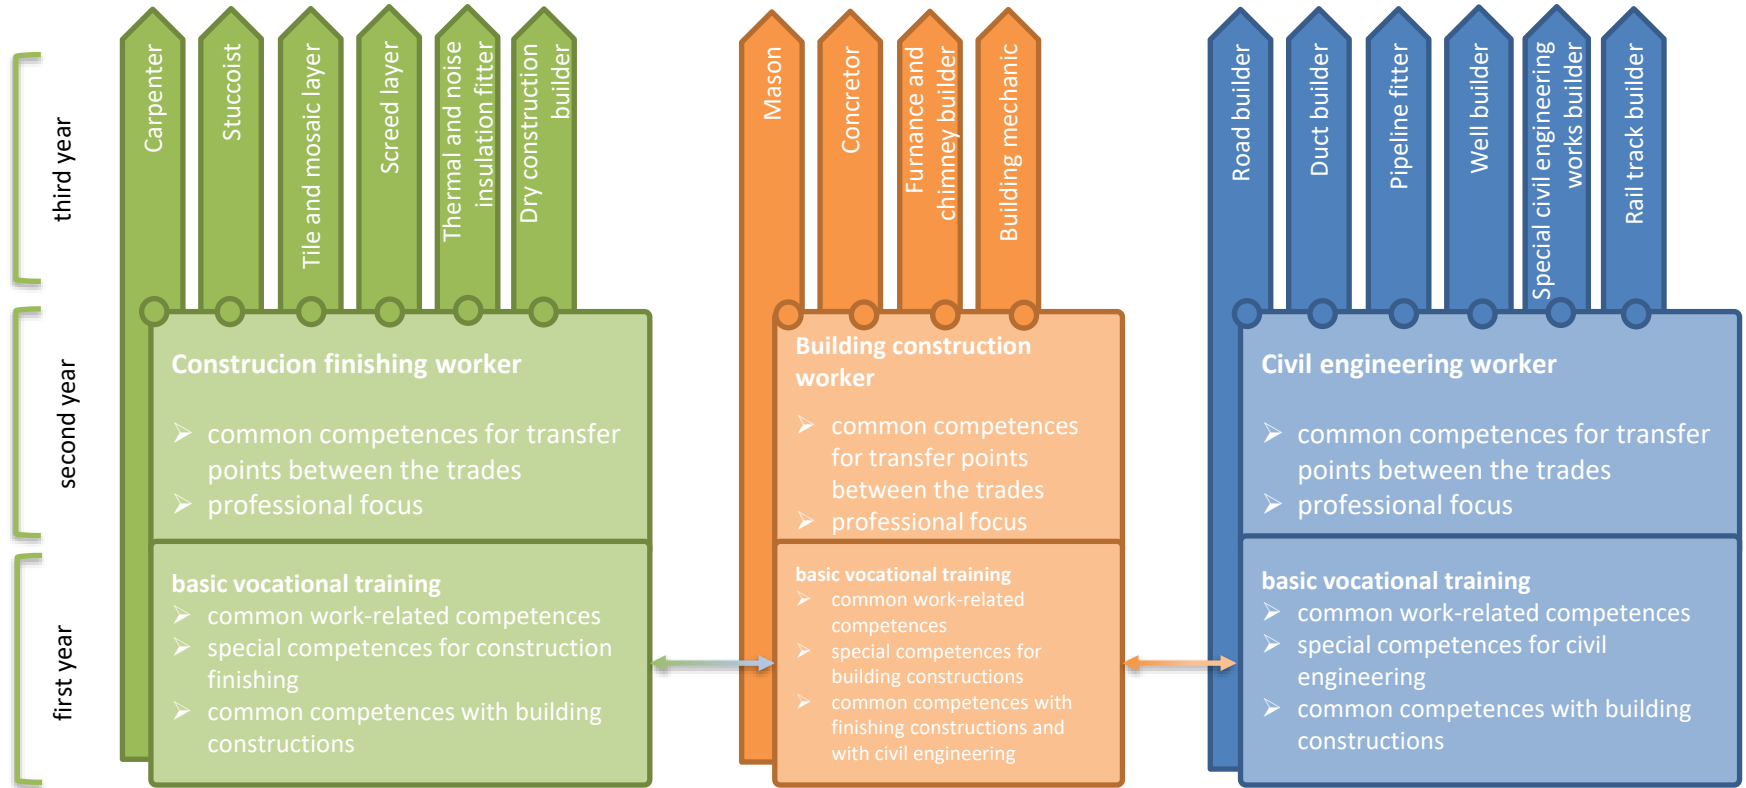 third year
Carpenter
Stuccoist
Tile and mosaic layer
Screed layer
Thermal and noise
insulation fitter
Dry construction
builder
Mason
Concretor
Furnance and
chimney builder
Building mechanic
Road builder
Duct builder
Pipeline fitter
Well builder
Special civil engineering
works builder
Rail track builder
second year
Construcion finishing worker
➢ common competences for transfer
points between the trades
➢ professional focus
Building construction
worker
➢ common competences
for transfer points
between the trades
➢ professional focus
Civil engineering worker
➢ common competences for transfer
points between the trades
➢ professional focus
first year
basic vocational training
➢ common work-related competences
➢ special competences for construction
finishing
➢ common competences with building
constructions
basic vocational training
➢ common work-related
competences
➢ special competences for
building constructions
➢ common competences with
finishing constructions and
with civil engineering
basic vocational training
➢ common work-related competences
➢ special competences for civil
engineering
➢ common competences with building
constructions